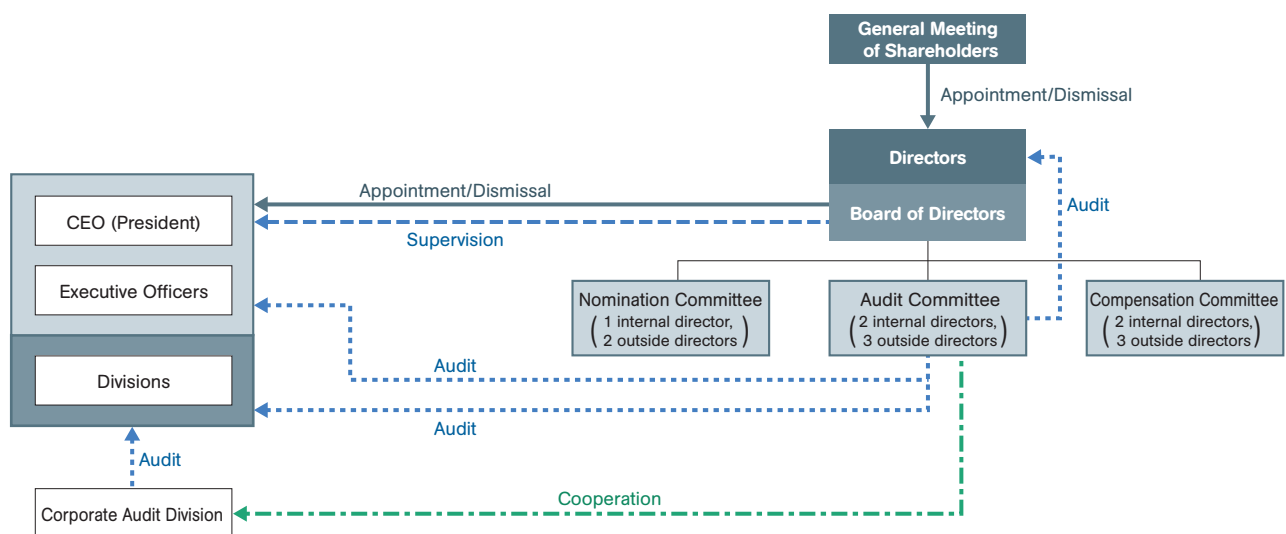 General Meeting
of Shareholders
Appointment/Dismissal
Directors
Board of Directors
Audit
Appointment/Dismissal
Supervision
CEO (President)
Executive Officers
Divisions
Nomination Committee
( 1 internal director,
2 outside directors )
Audit Committee
( 2 internal directors,
3 outside directors )
Compensation Committee
( 2 internal directors,
3 outside directors )
Audit
Audit
Audit
Cooperation
Corporate Audit Division